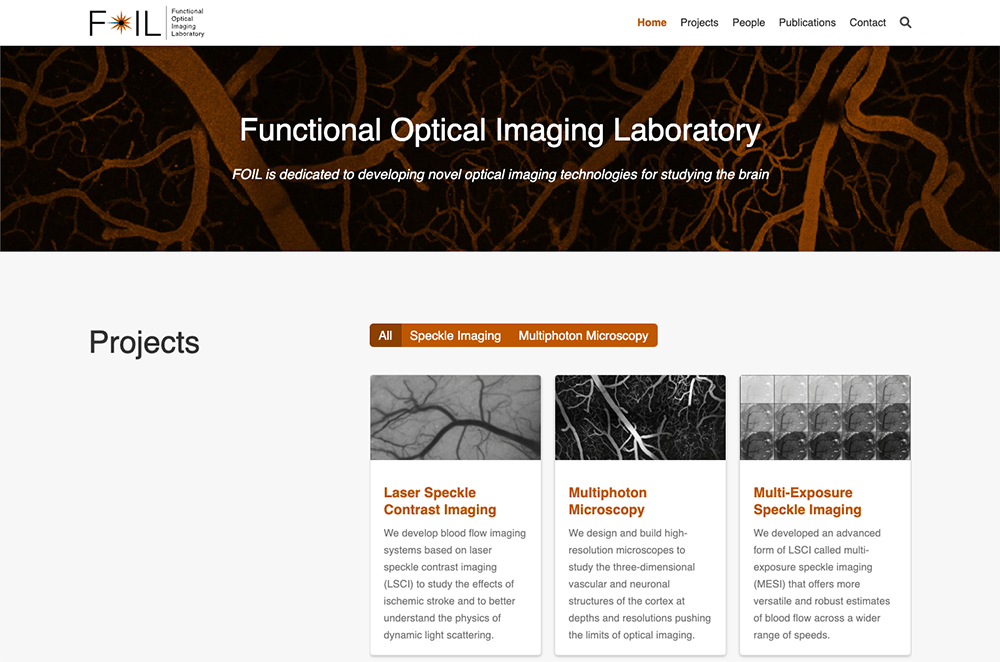 FOIL
Functional
Optical
Imaging
Laboratory
Home Projects People Publications Contact
Functional Optical Imaging Laboratory
FOIL is dedicated to developing novel optical imaging technologies for studying the brain
Projects
All Speckle Imaging Multiphoton Microscopy
Laser Speckle
Contrast Imaging
We develop blood flow imaging
systems based on laser
speckle contrast imaging
(LSCI) to study the effects of
ischemic stroke and to better
understand the physics of
dynamic light scattering.
Multiphoton
Microscopy
We design and build high-
resolution microscopes to
study the three-dimensional
vascular and neuronal
structures of the cortex at
depths and resolutions pushing
the limits of optical imaging.
Multi-Exposure
Speckle Imaging
We developed an advanced
form of LSCI called multi-
exposure speckle imaging
(MESI) that offers more
versatile and robust estimates
of blood flow across a wider
range of speeds.